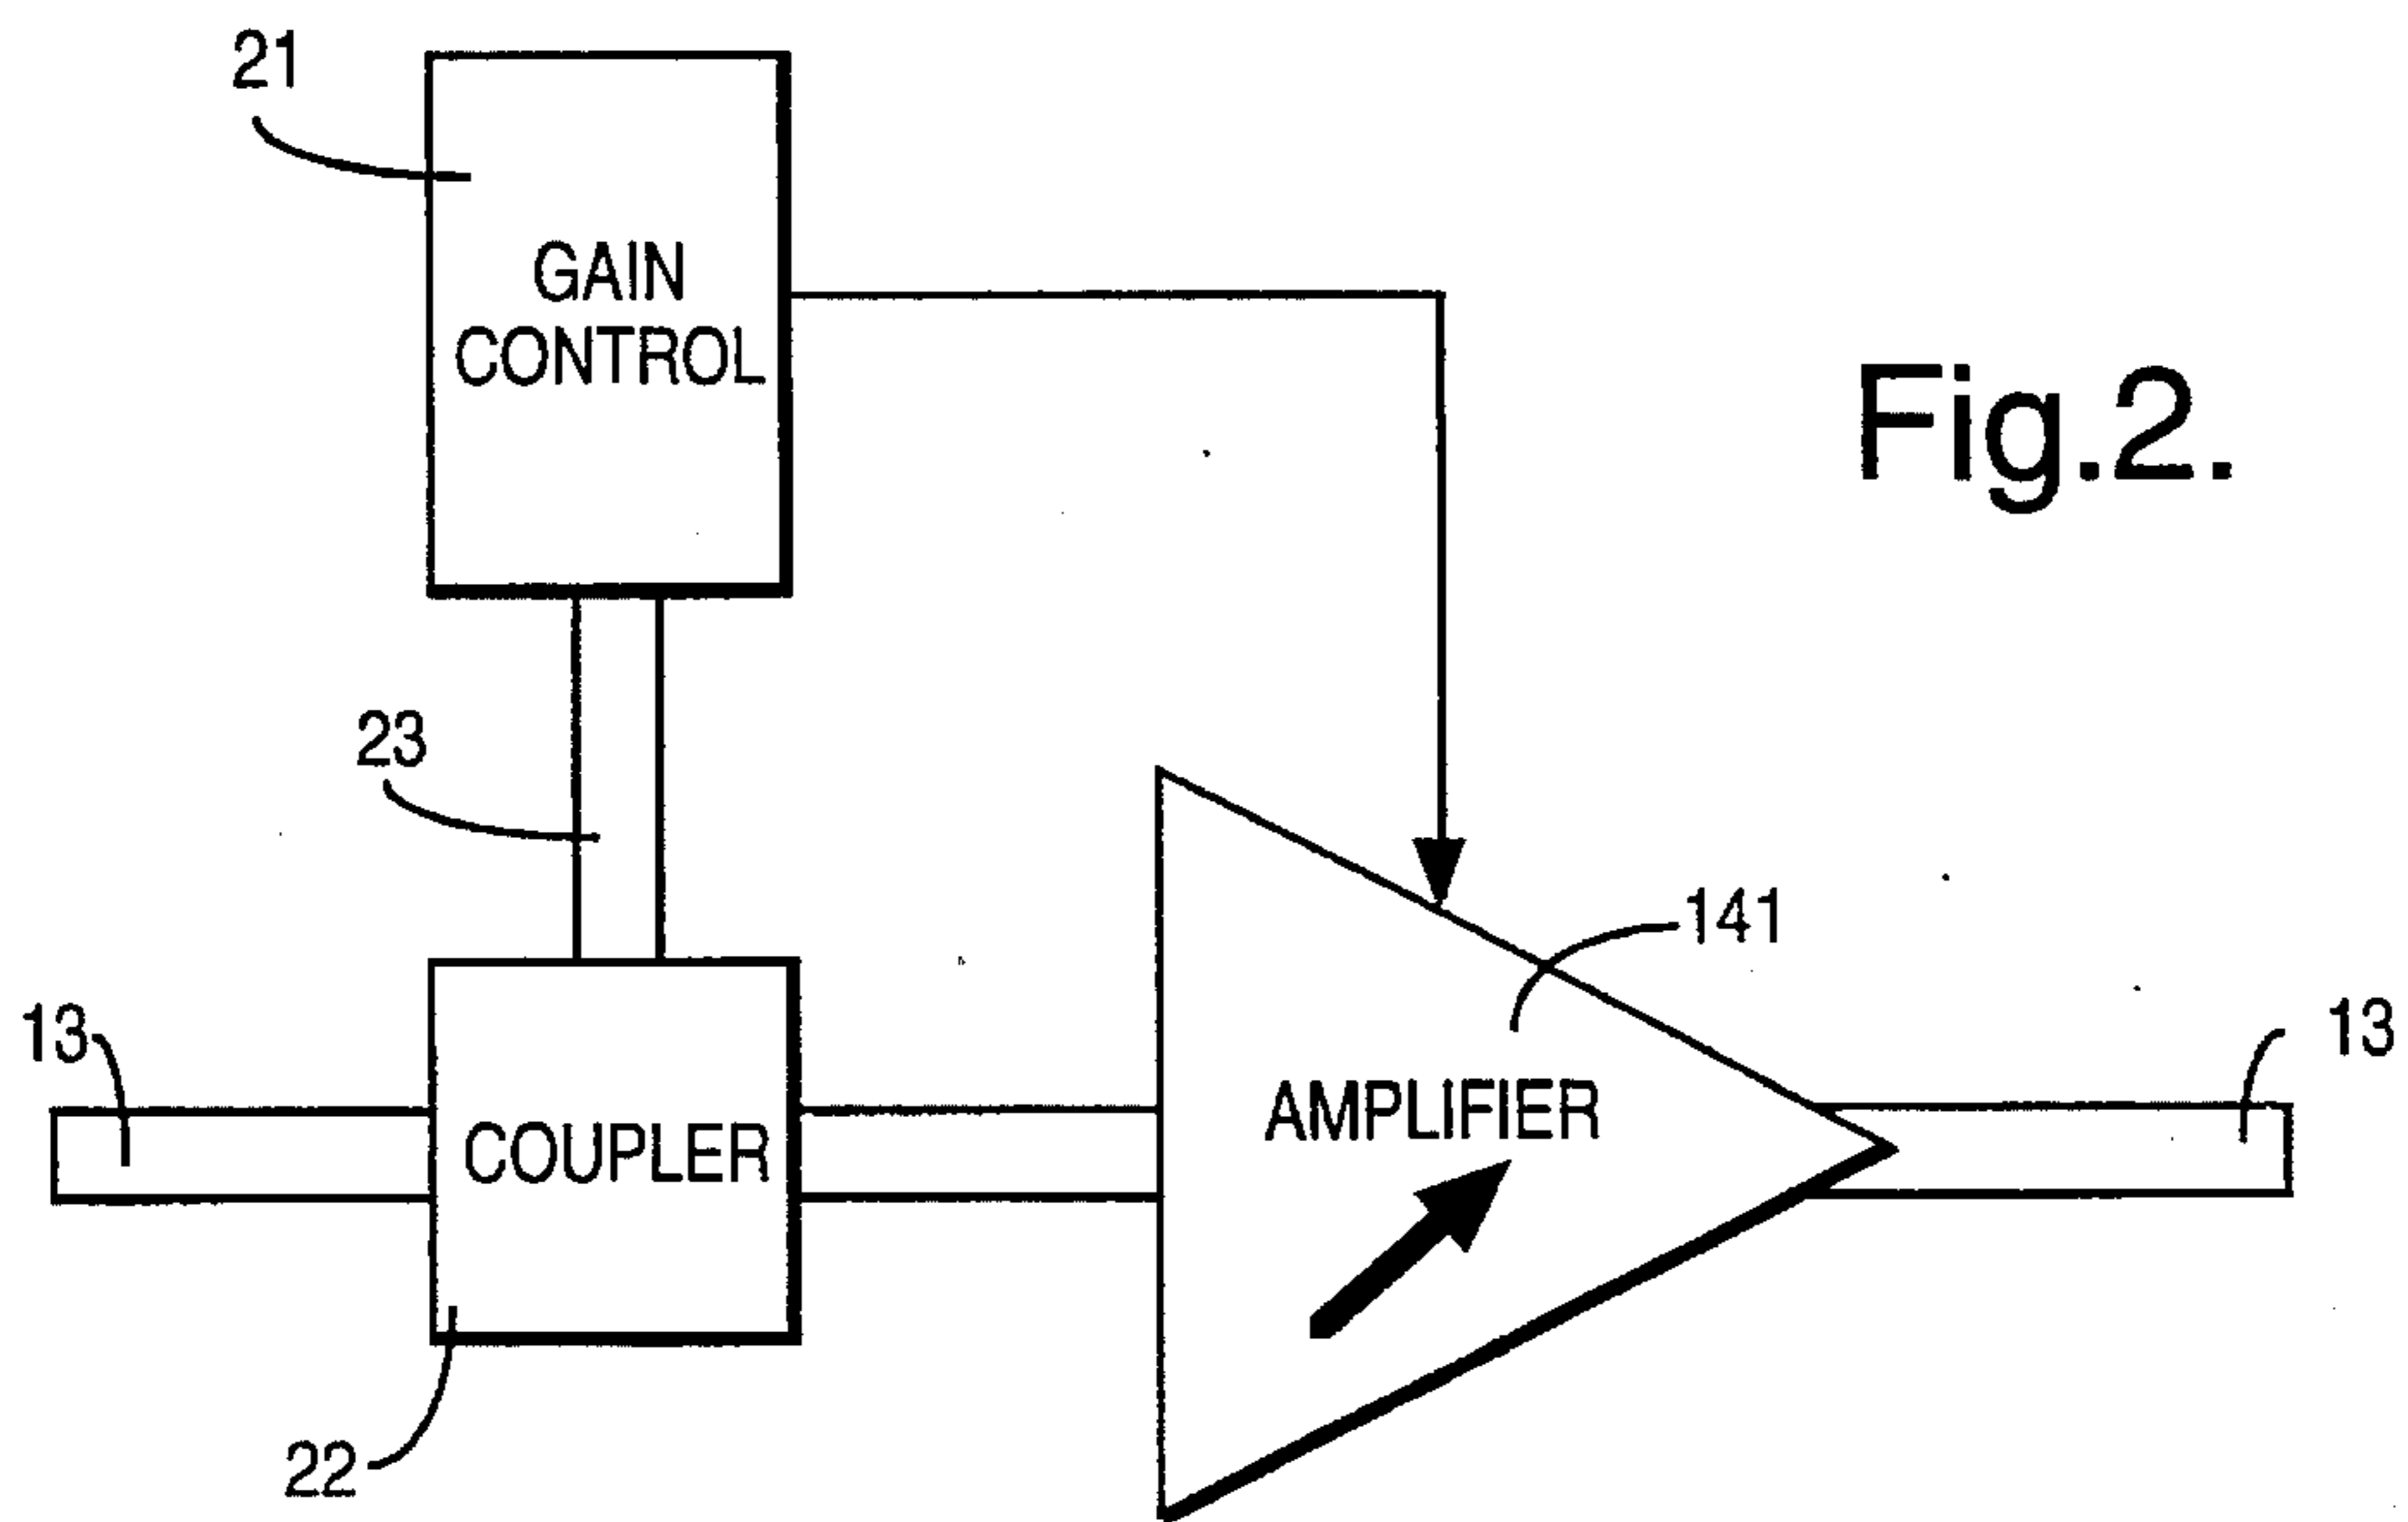 21
GAIN
CONTROL
Fig.2.
23
141
13
13
AMPLIFIER
COUPLER
22